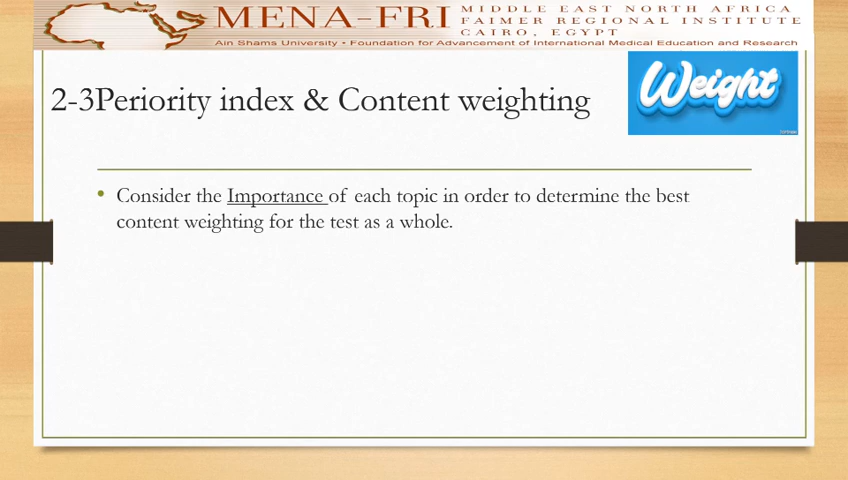 MENA-FRI
MIDDLE EAST NORTH AFRICA
FAIMER REGIONAL INSTITUTE
CAIRO, EGYPT
Ain Shams University • Foundation for Advancement of International Medical Education and Research
Weight
2-3Periority index & Content weighting
• Consider the Importance of each topic in order to determine the best
content weighting for the test as a whole.